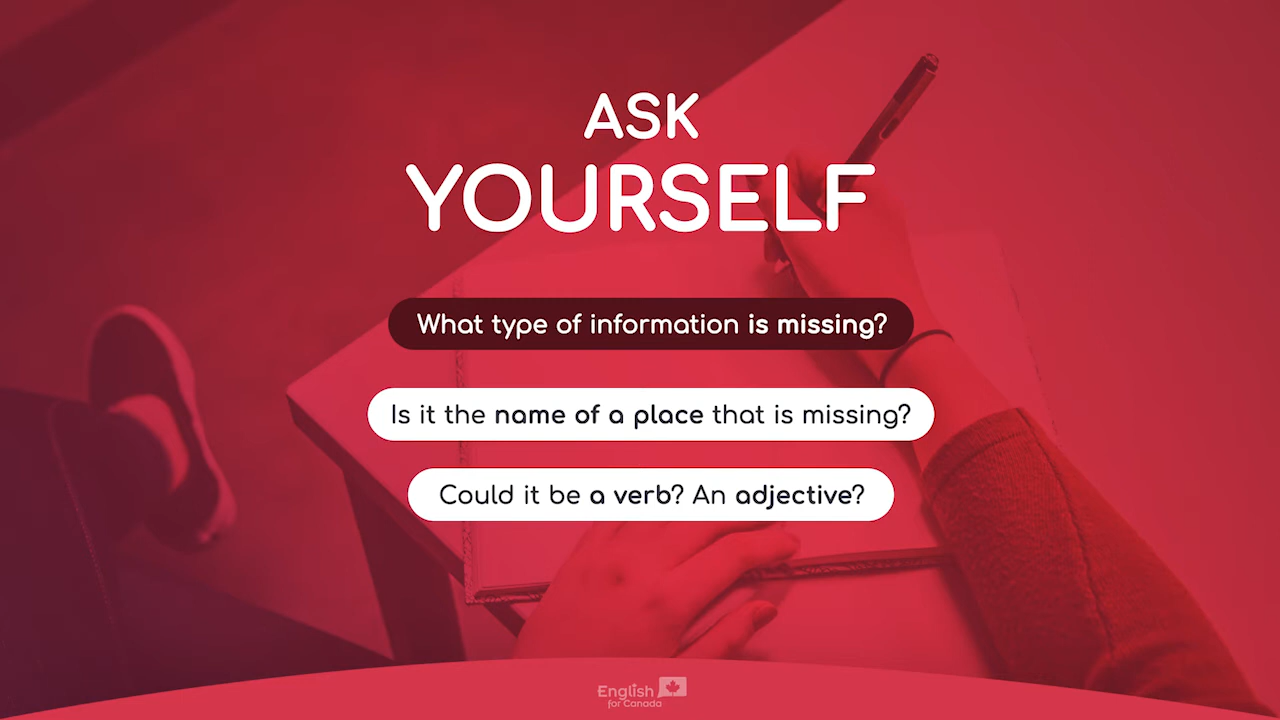 ASK
YOURSELF
What type of information is missing?
Is it the name of a place that is missing?
Could it be a verb? An adjective?
English
for Canada